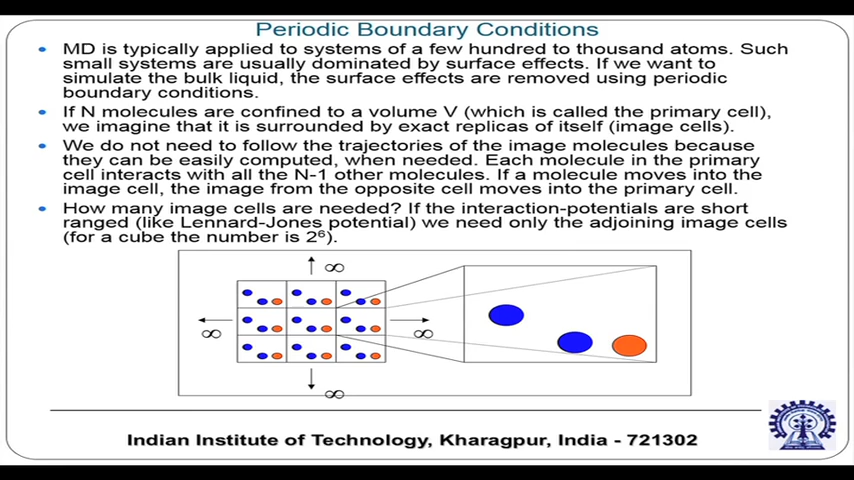 Periodic Boundary Conditions
• MD is typically applied to systems of a few hundred to thousand atoms. Such
small systems are usually dominated by surface effects. If we want to
simulate the bulk liquid, the surface effects are removed using periodic
boundary conditions.
• If N molecules are confined to a volume V (which is called the primary cell),
we imagine that it is surrounded by exact replicas of itself (image cells).
• We do not need to follow the trajectories of the image molecules because
they can be easily computed, when needed. Each molecule in the primary
cell interacts with all the N-1 other molecules. If a molecule moves into the
image cell, the image from the opposite cell moves into the primary cell.
• How many image cells are needed? If the interaction-potentials are short
ranged (like Lennard-Jones potential) we need only the adjoining image cells
(for a cube the number is 2⁶).
∞
∞ ∞
∞
Indian Institute of Technology, Kharagpur, India - 721302